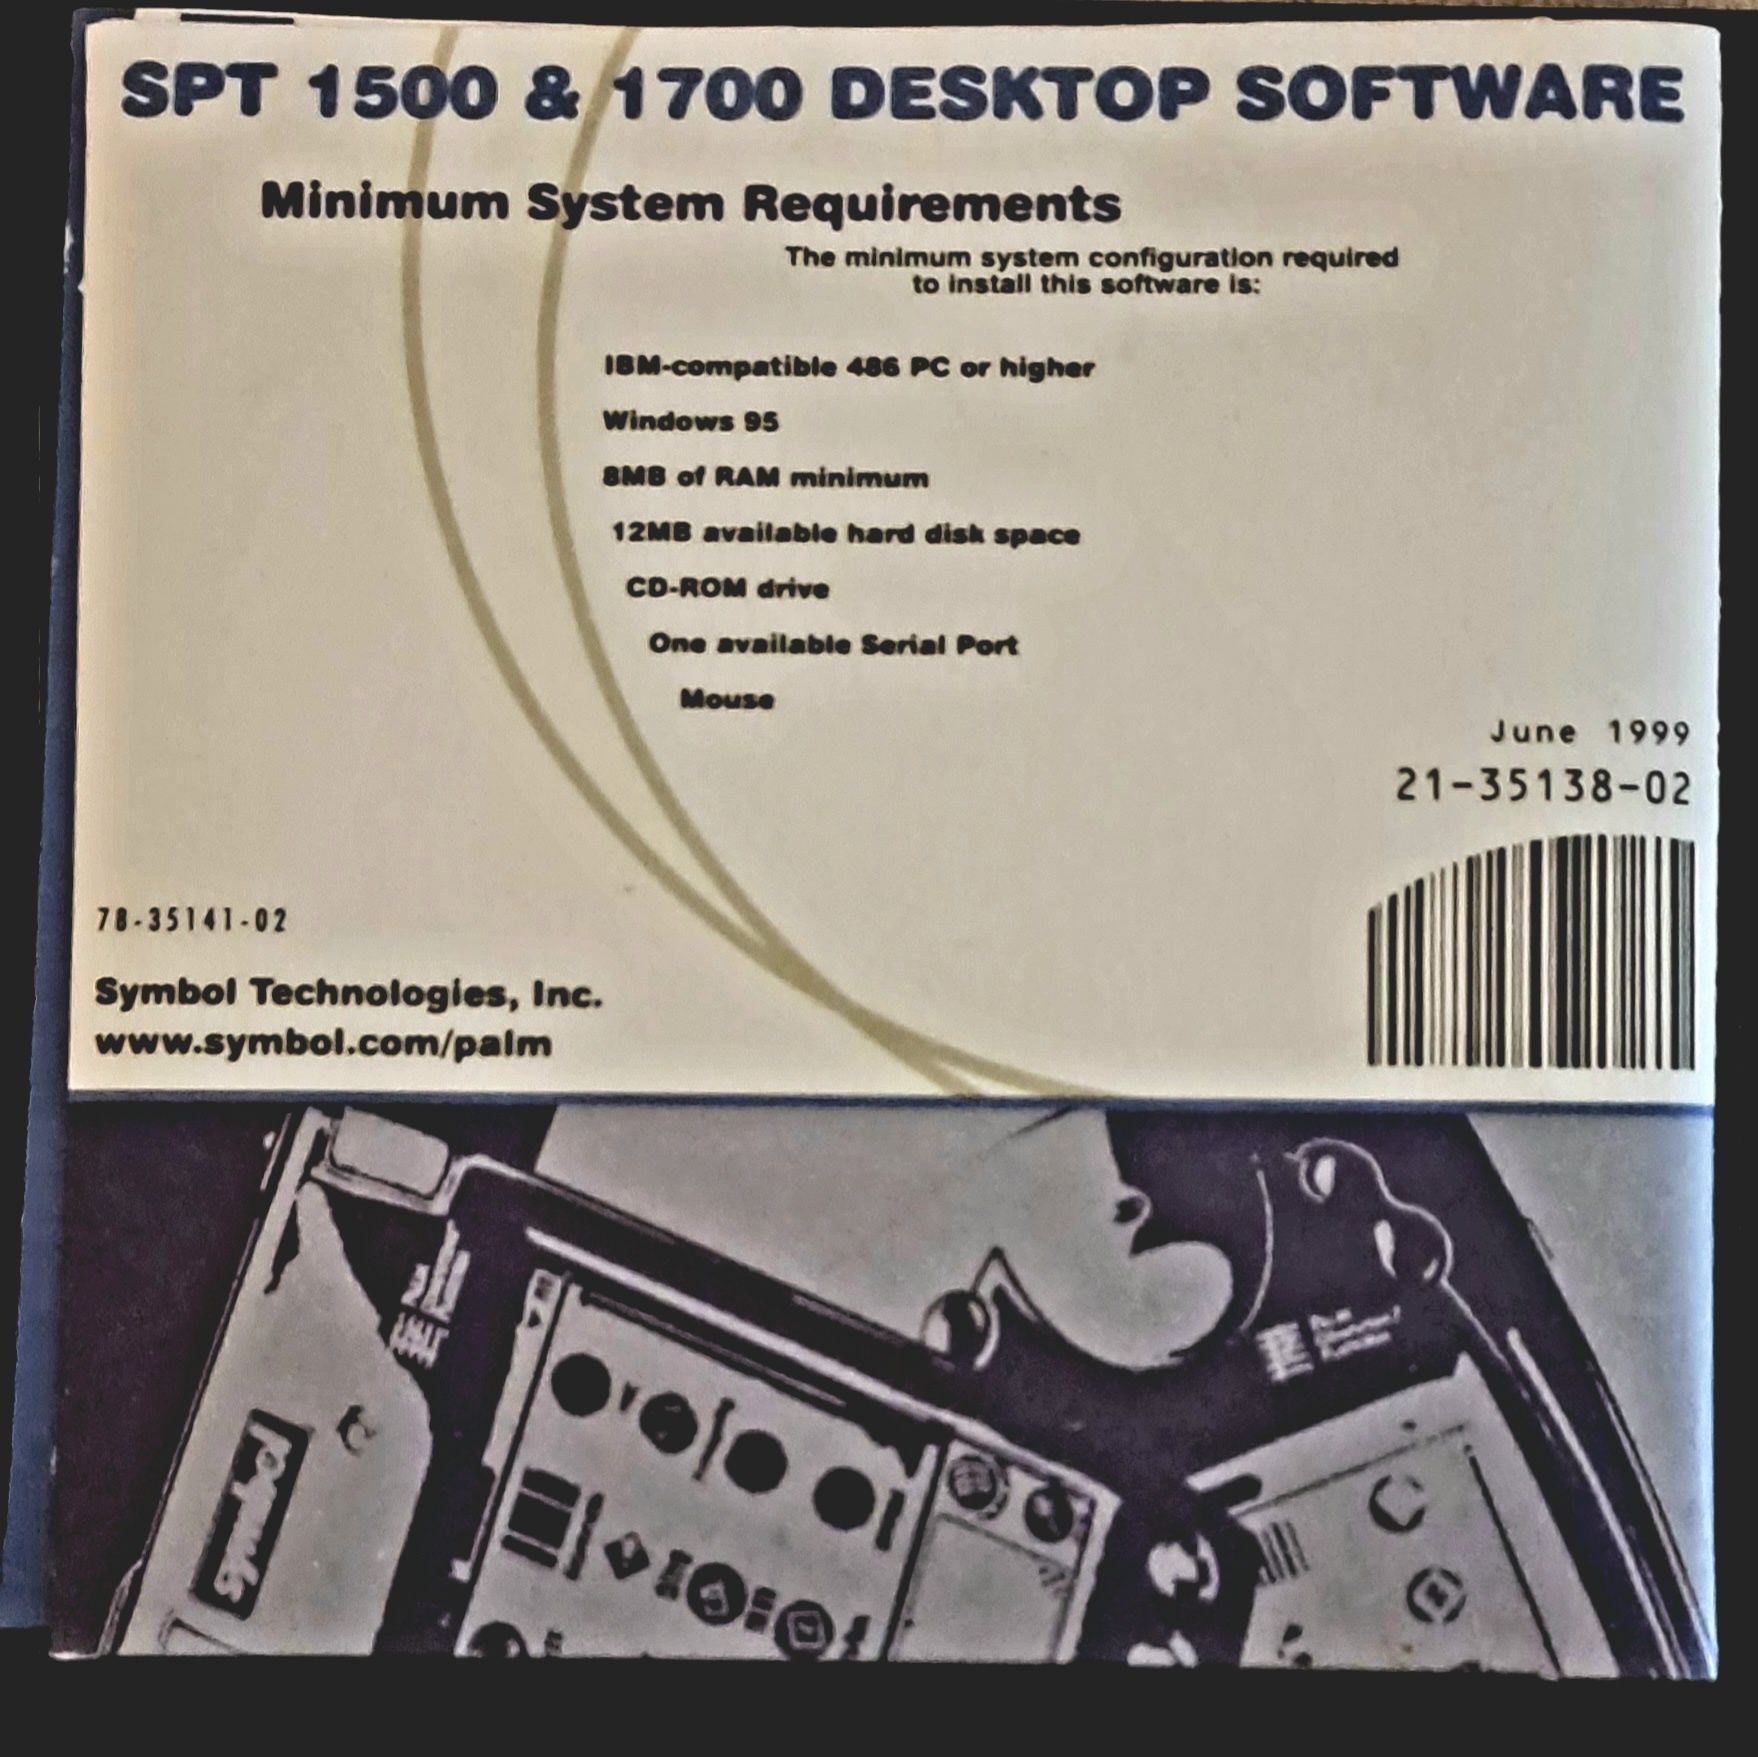 SPT 1500 & 1700 DESKTOP SOFTWARE
Minimum System Requirements
The minimum system configuration required
to install this software is:
IBM-compatible 486 PC or higher
Windows 95
8MB of RAM minimum
12MB available hard disk space
CD-ROM drive
One available Serial Port
Mouse
June 1999
21-35138-02
78-35141-02
Symbol Technologies, Inc.
www.symbol.com/palm
symbol